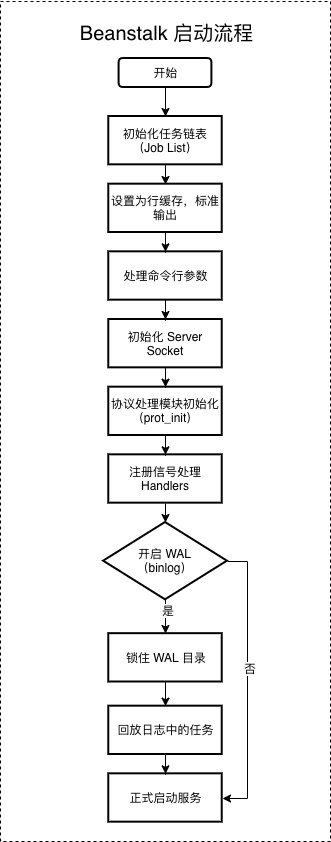 Beanstalk 启动流程
开始
初始化任务链表
(Job List)
设置为行缓存，标准
输出
处理命令行参数
初始化 Server
Socket
协议处理模块初始化
(prot_init)
注册信号处理
Handlers
开启 WAL
(binlog)
是
锁住 WAL 目录
否
回放日志中的任务
正式启动服务